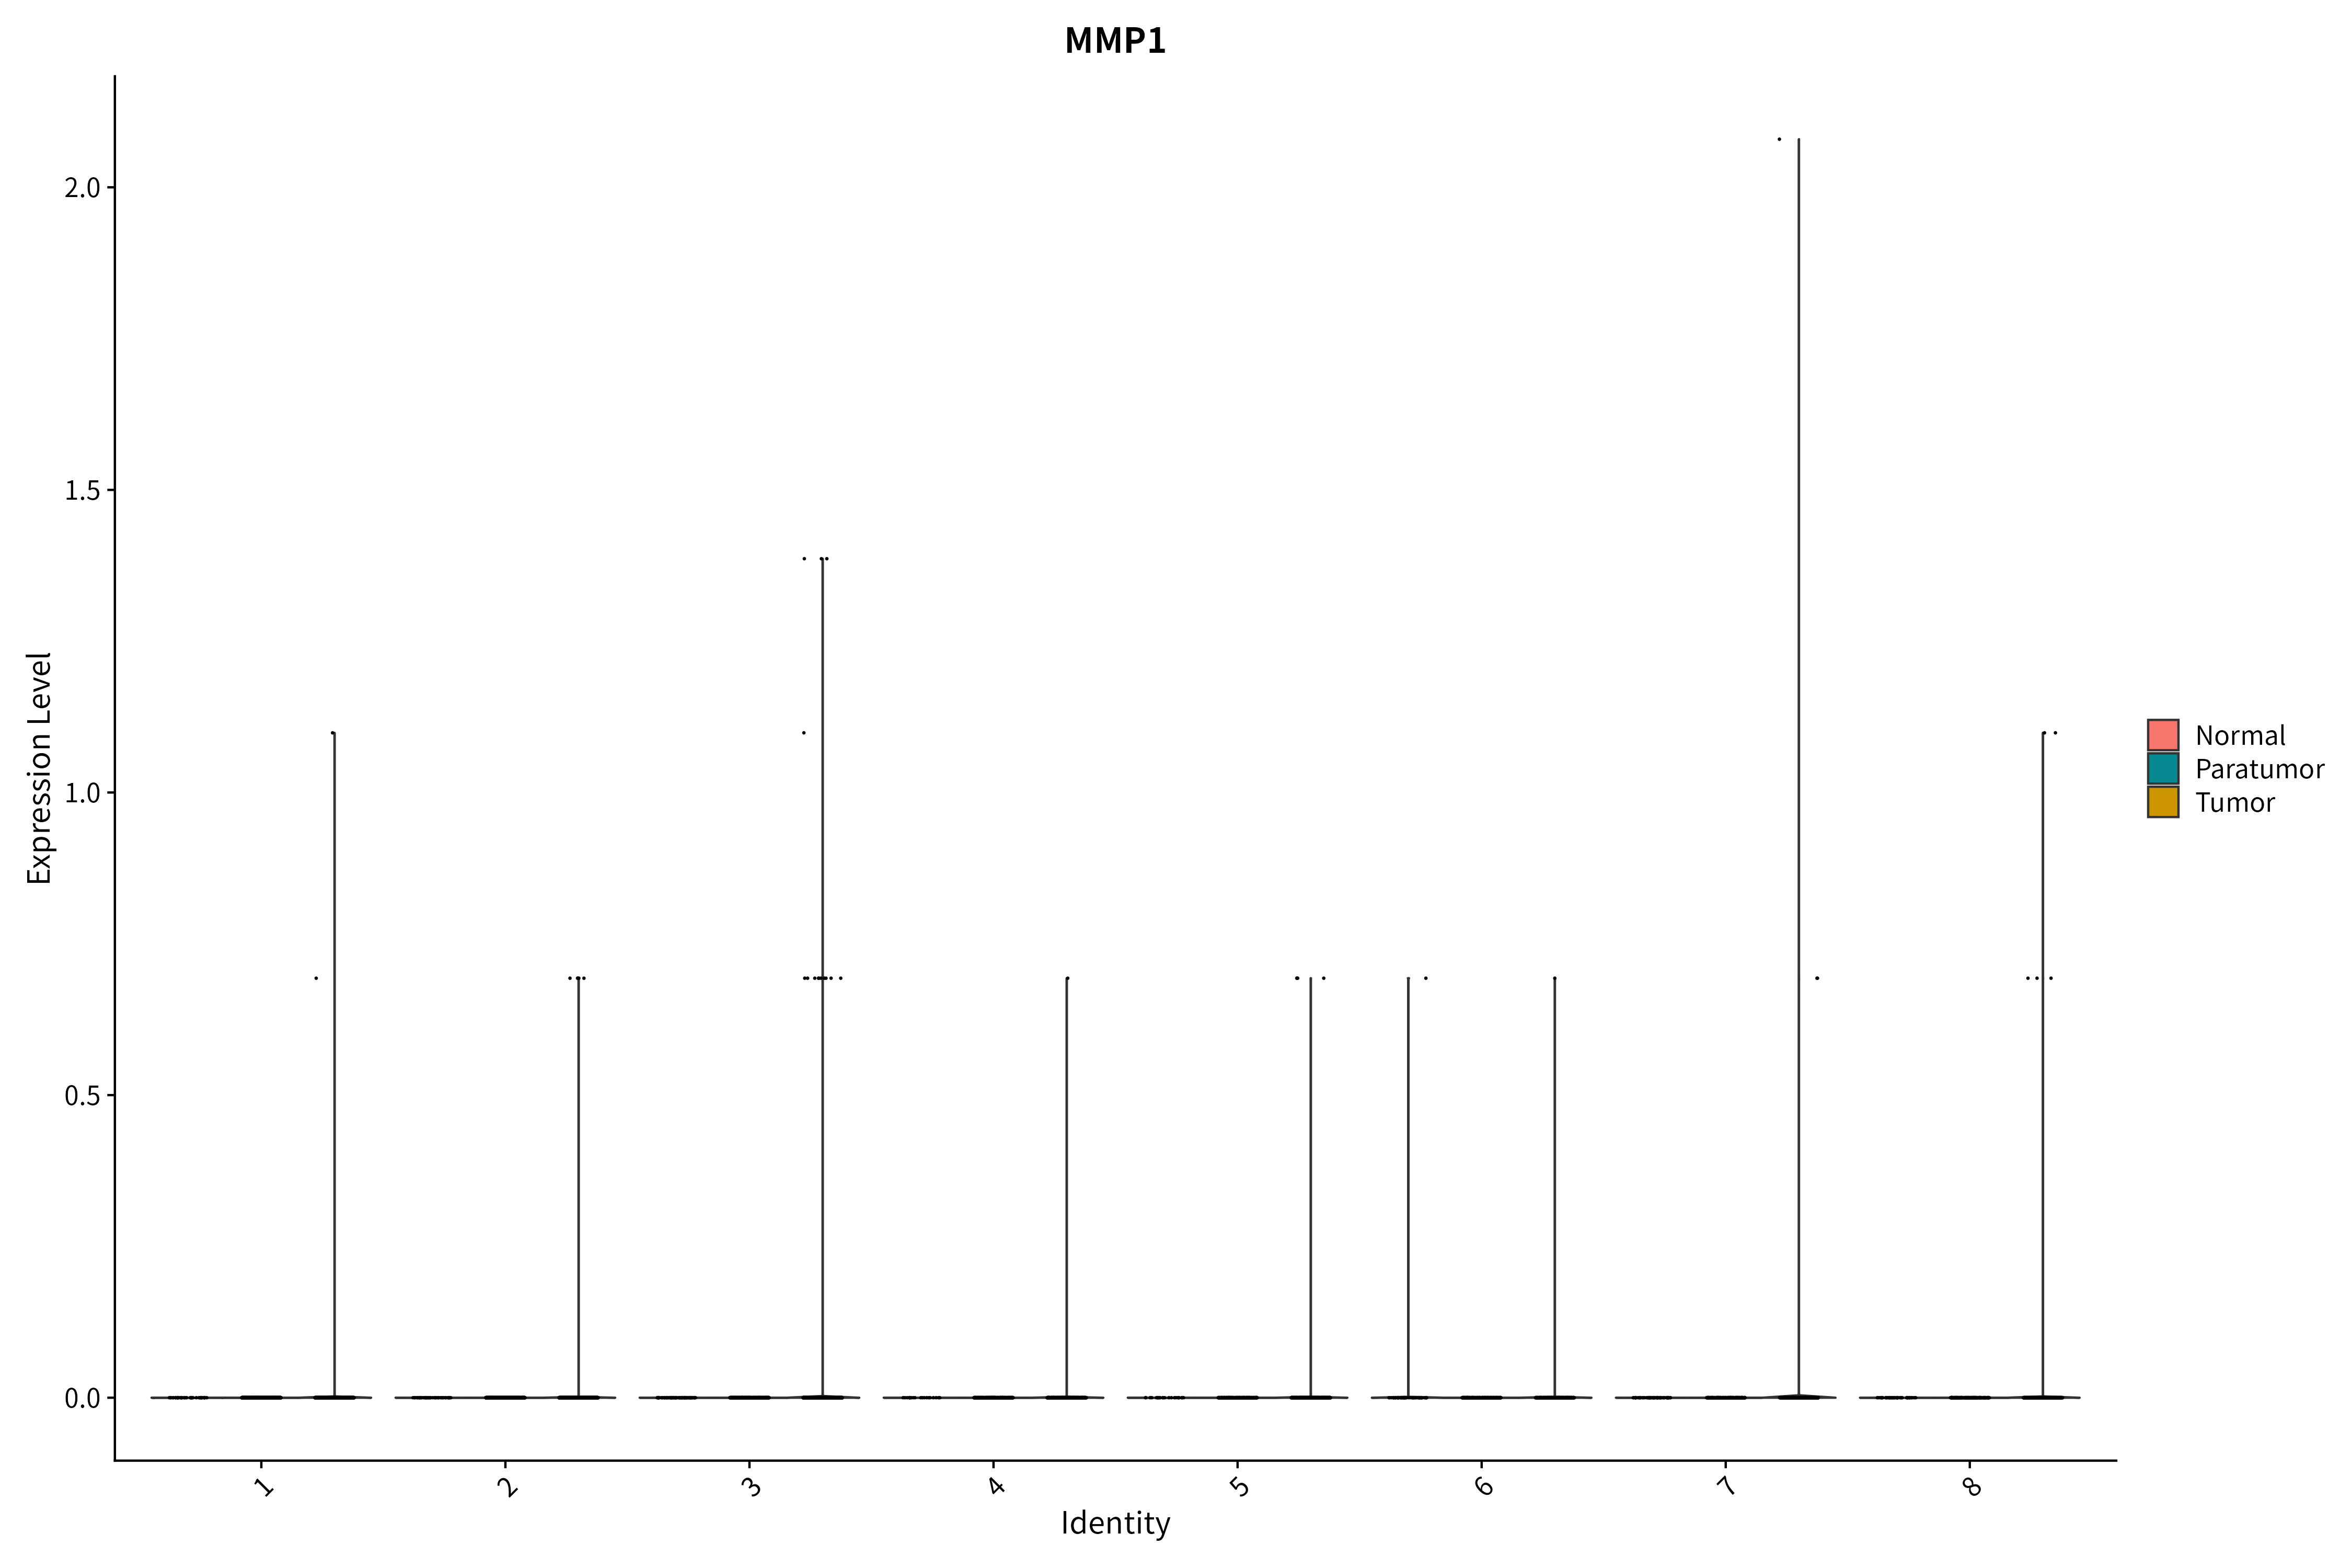 MMP1
Expression Level
2.0
1.5
1.0
0.5
0.0
1
2
3
4
5
6
7
8
Identity
Normal
Paratumor
Tumor